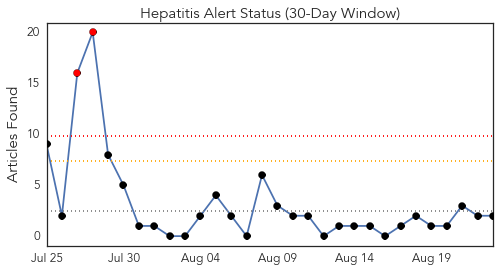 Hepatitis Alert Status (30-Day Window)
Articles Found
20
15
10
5
0
Jul 25 Jul 30 Aug 04 Aug 09 Aug 14 Aug 19